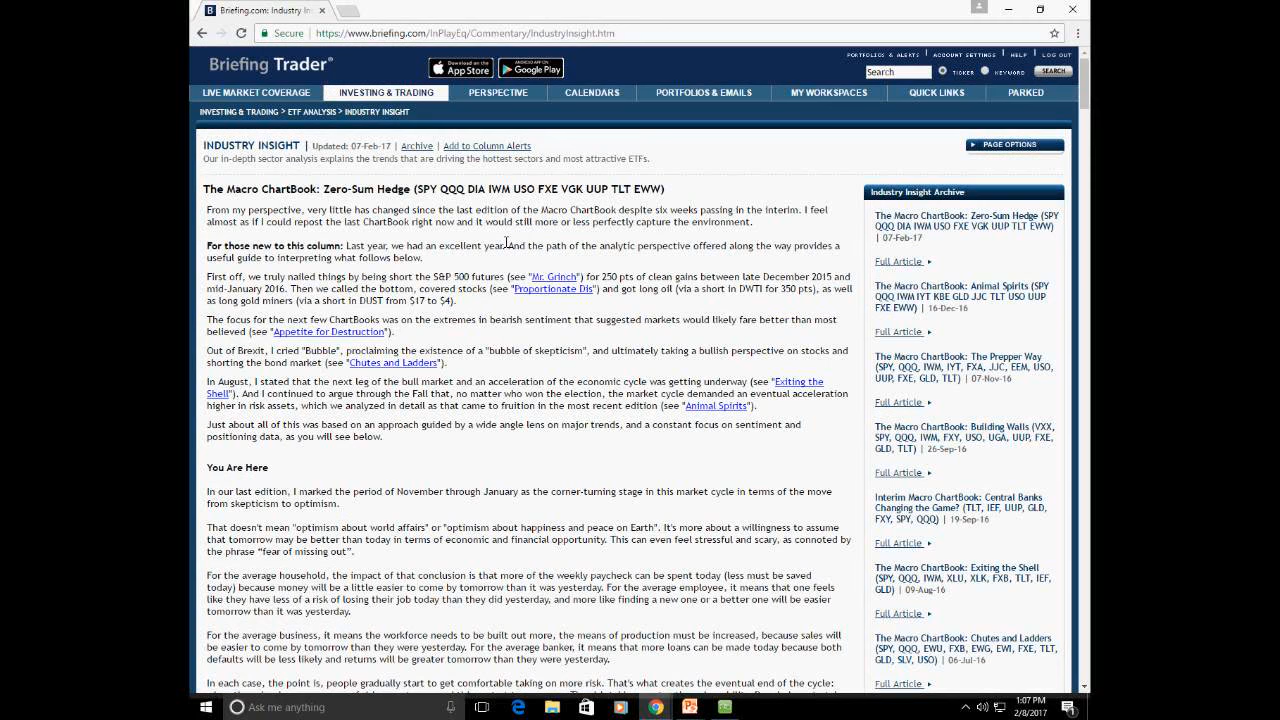 Briefing.com: Industry In
Secure
https://www.briefing.com/InPlayEq/Commentary/IndustryInsight.htm
PORTFOLIOS & ALERTS | ACCOUNT SETTINGS | HELP | LOG OUT
Briefing Trader®
Download on the App Store
ANDROID APP ON Google Play
Search
TICKER
KEYWORD
SEARCH
LIVE MARKET COVERAGE
INVESTING & TRADING
PERSPECTIVE
CALENDARS
PORTFOLIOS & EMAILS
MY WORKSPACES
QUICK LINKS
PARKED
INVESTING & TRADING > ETF ANALYSIS > INDUSTRY INSIGHT
INDUSTRY INSIGHT | Updated: 07-Feb-17 | Archive | Add to Column Alerts
PAGE OPTIONS
Our in-depth sector analysis explains the trends that are driving the hottest sectors and most attractive ETFs.
The Macro ChartBook: Zero-Sum Hedge (SPY QQQ DIA IWM USO FXE VGK UUP TLT EWW)
From my perspective, very little has changed since the last edition of the Macro ChartBook despite six weeks passing in the interim. I feel
almost as if I could repost the last ChartBook right now and it would still more or less perfectly capture the environment.
For those new to this column: Last year, we had an excellent year. And the path of the analytic perspective offered along the way provides a
useful guide to interpreting what follows below.
First off, we truly nailed things by being short the S&P 500 futures (see "Mr. Grinch") for 250 pts of clean gains between late December 2015 and
mid-January 2016. Then we called the bottom, covered stocks (see "Proportionate Dis") and got long oil (via a short in DWTI for 350 pts), as well
as long gold miners (via a short in DUST from $17 to $4).
The focus for the next few ChartBooks was on the extremes in bearish sentiment that suggested markets would likely fare better than most
believed (see "Appetite for Destruction").
Out of Brexit, I cried "Bubble", proclaiming the existence of a "bubble of skepticism", and ultimately taking a bullish perspective on stocks and
shorting the bond market (see "Chutes and Ladders").
In August, I stated that the next leg of the bull market and an acceleration of the economic cycle was getting underway (see "Exiting the
Shell"). And I continued to argue through the Fall that, no matter who won the election, the market cycle demanded an eventual acceleration
higher in risk assets, which we analyzed in detail as that came to fruition in the most recent edition (see "Animal Spirits").
Just about all of this was based on an approach guided by a wide angle lens on major trends, and a constant focus on sentiment and
positioning data, as you will see below.
You Are Here
In our last edition, I marked the period of November through January as the corner-turning stage in this market cycle in terms of the move
from skepticism to optimism.
That doesn't mean "optimism about world affairs" or "optimism about happiness and peace on Earth". It's more about a willingness to assume
that tomorrow may be better than today in terms of economic and financial opportunity. This can even feel stressful and scary, as connoted by
the phrase “fear of missing out”.
For the average household, the impact of that conclusion is that more of the weekly paycheck can be spent today (less must be saved
today) because money will be a little easier to come by tomorrow than it was yesterday. For the average employee, it means that one feels
like they have less of a risk of losing their job today than they did yesterday, and more like finding a new one or a better one will be easier
tomorrow than it was yesterday.
For the average business, it means the workforce needs to be built out more, the means of production must be increased, because sales will
be easier to come by tomorrow than they were yesterday. For the average banker, it means that more loans can be made today because both
defaults will be less likely and returns will be greater tomorrow than they were yesterday.
In each case, the point is, people gradually start to get comfortable taking on more risk. That's what creates the eventual end of the cycle:
Industry Insight Archive
The Macro ChartBook: Zero-Sum Hedge (SPY
QQQ DIA IWM USO FXE VGK UUP TLT EWW)
| 07-Feb-17
Full Article
The Macro ChartBook: Animal Spirits (SPY
QQQ IWM IYT KBE GLD JJC TLT USO UUP
FXE EWW) | 16-Dec-16
Full Article
The Macro ChartBook: The Prepper Way
(SPY, QQQ, IWM, IYT, FXA, JJC, EEM, USO,
UUP, FXE, GLD, TLT) | 07-Nov-16
Full Article
The Macro ChartBook: Building Walls (VXX,
SPY, QQQ, IWM, FXY, USO, UGA, UUP, FXE,
GLD, TLT) | 26-Sep-16
Full Article
Interim Macro ChartBook: Central Banks
Changing the Game? (TLT, IEF, UUP, GLD,
FXY, SPY, QQQ) | 19-Sep-16
Full Article
The Macro ChartBook: Exiting the Shell
(SPY, QQQ, IWM, XLU, XLK, FXB, TLT, IEF,
GLD) | 09-Aug-16
Full Article
The Macro ChartBook: Chutes and Ladders
(SPY, QQQ, EWU, FXB, EWG, EWI, FXE, TLT,
GLD, SLV, USO) | 06-Jul-16
Full Article
Ask me anything
1:07 PM
2/8/2017